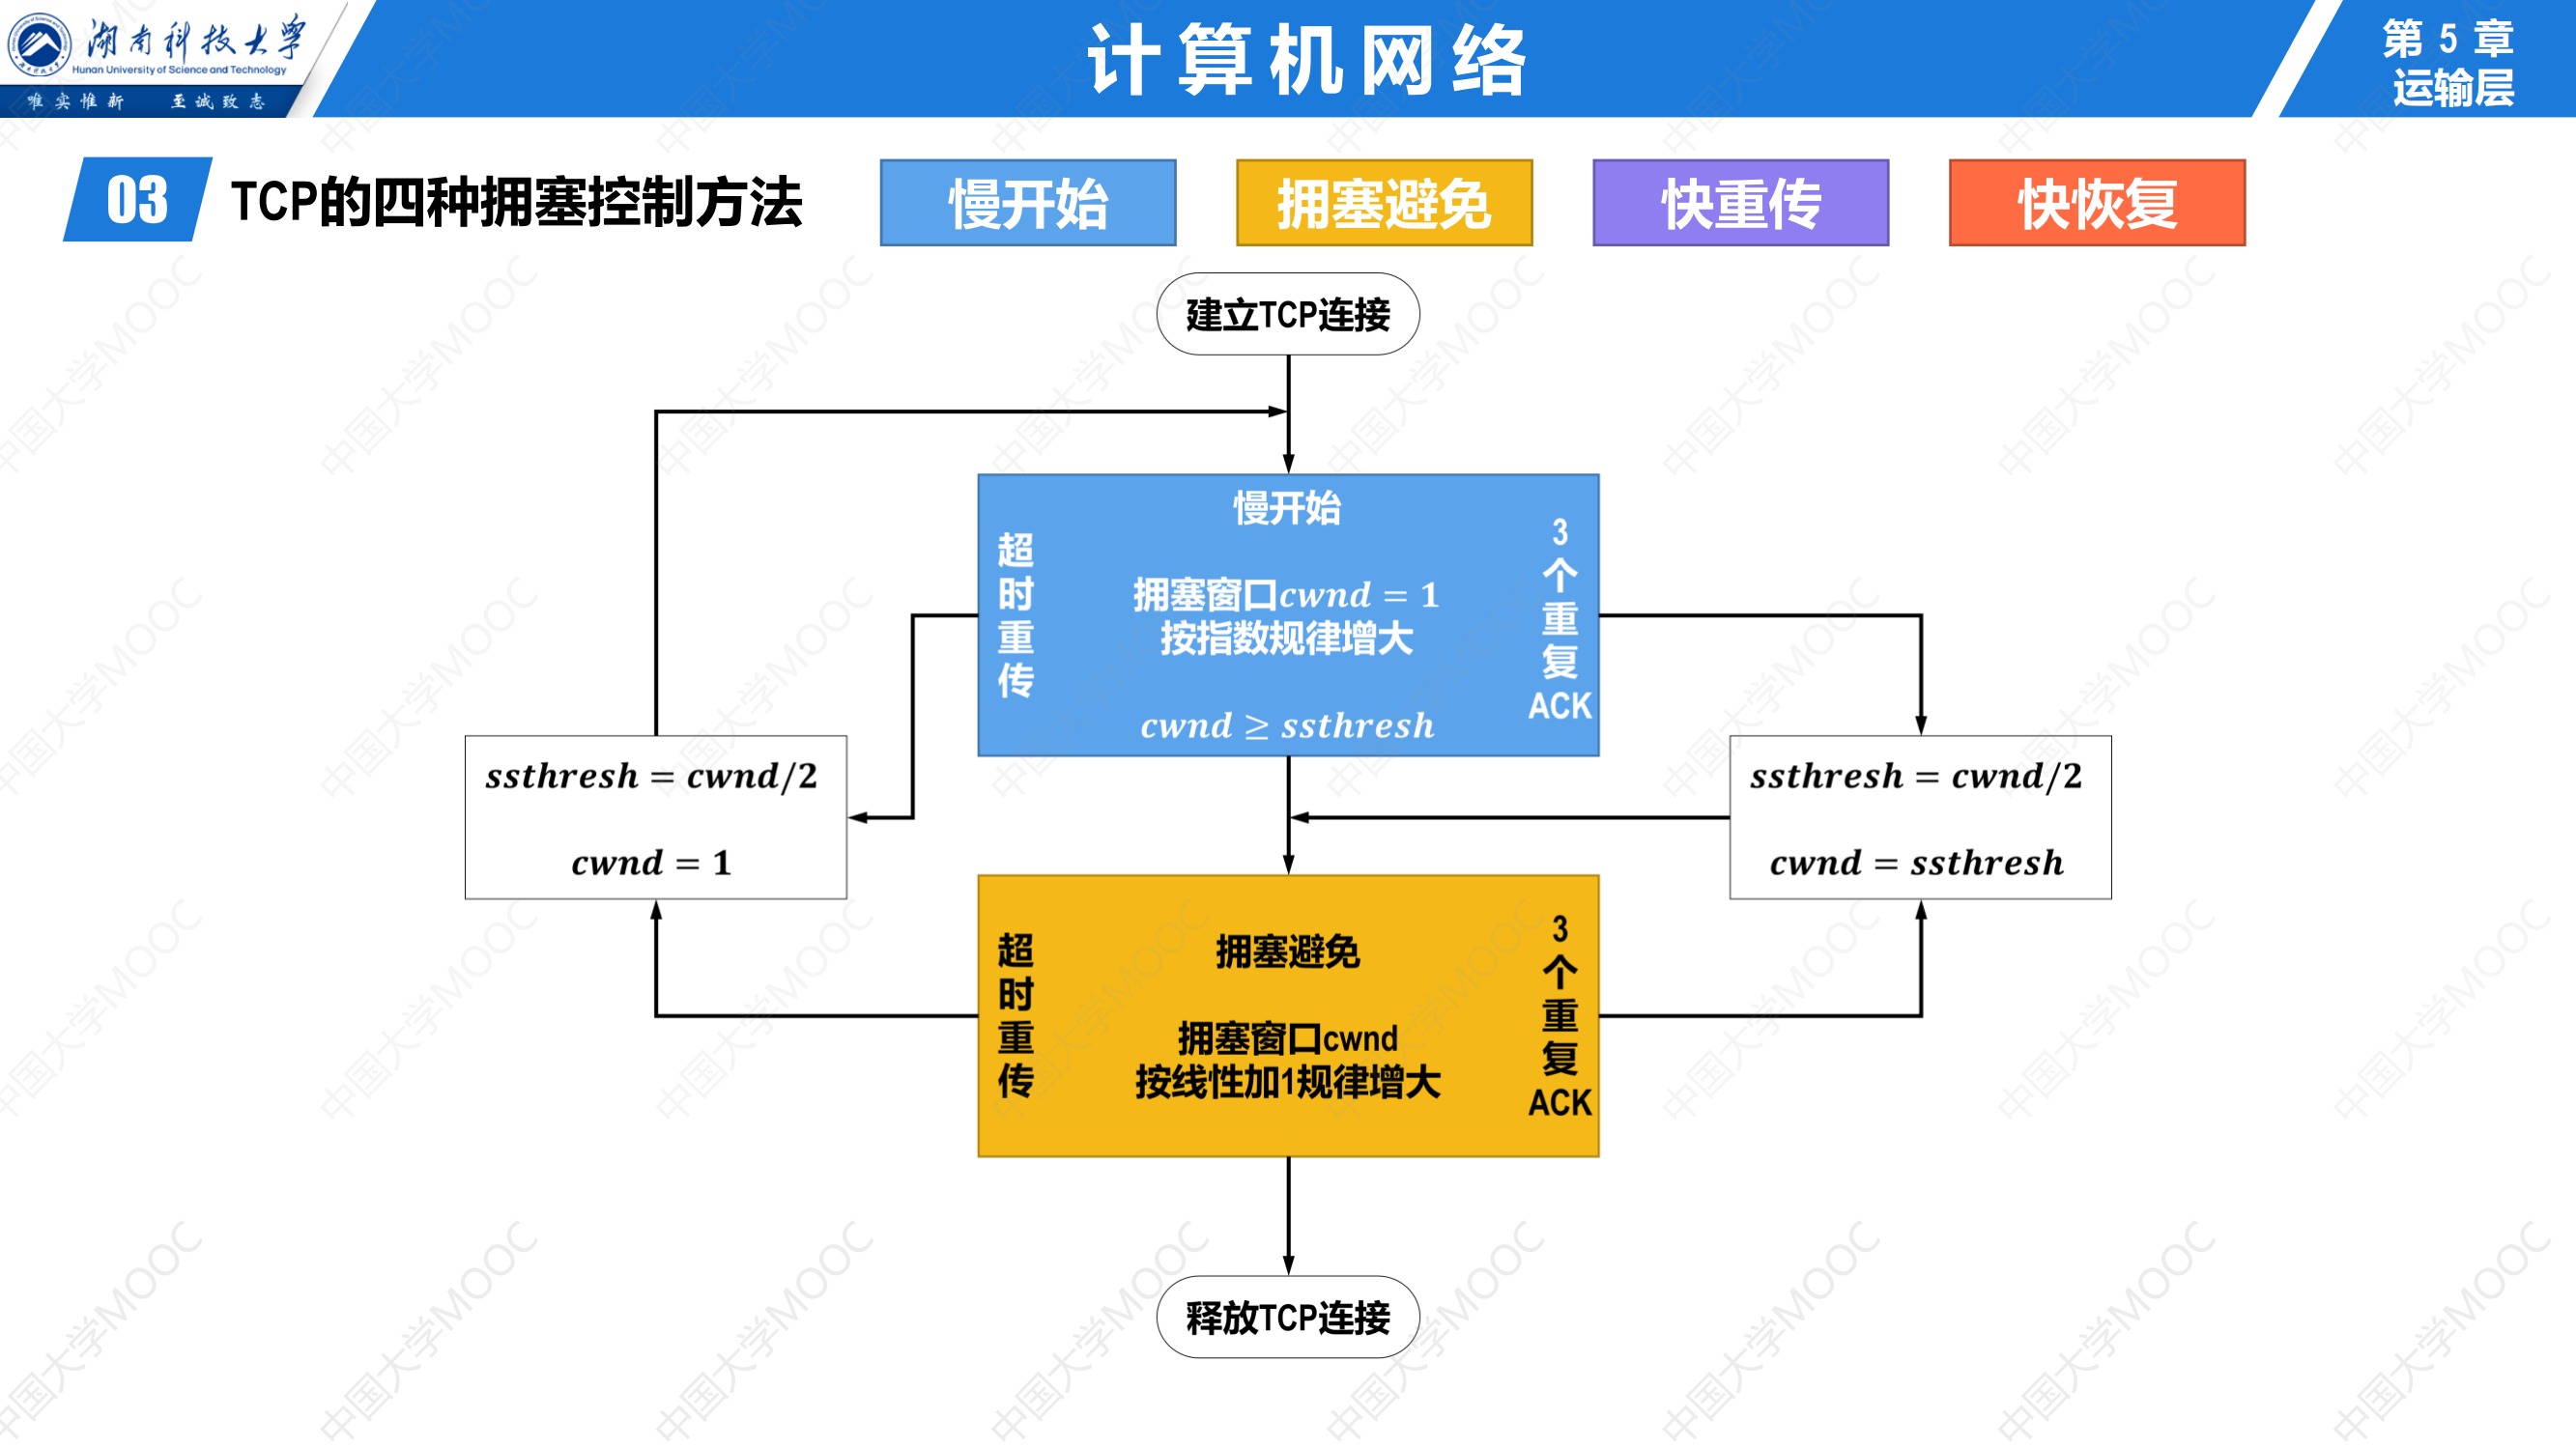 湖南科技大学
Hunan University of Science and Technology
唯实惟新 至诚致志
计算机网络
第 5 章
运输层
03
TCP的四种拥塞控制方法
慢开始
拥塞避免
快重传
快恢复
建立TCP连接
慢开始
拥塞窗口cwnd = 1
按指数规律增大
cwnd ≥ ssthresh
超
时
重
传
3
个
重
复
ACK
ssthresh = cwnd/2
cwnd = 1
ssthresh = cwnd/2
cwnd = ssthresh
拥塞避免
拥塞窗口cwnd
按线性加1规律增大
超
时
重
传
3
个
重
复
ACK
释放TCP连接
中国大学MOOC